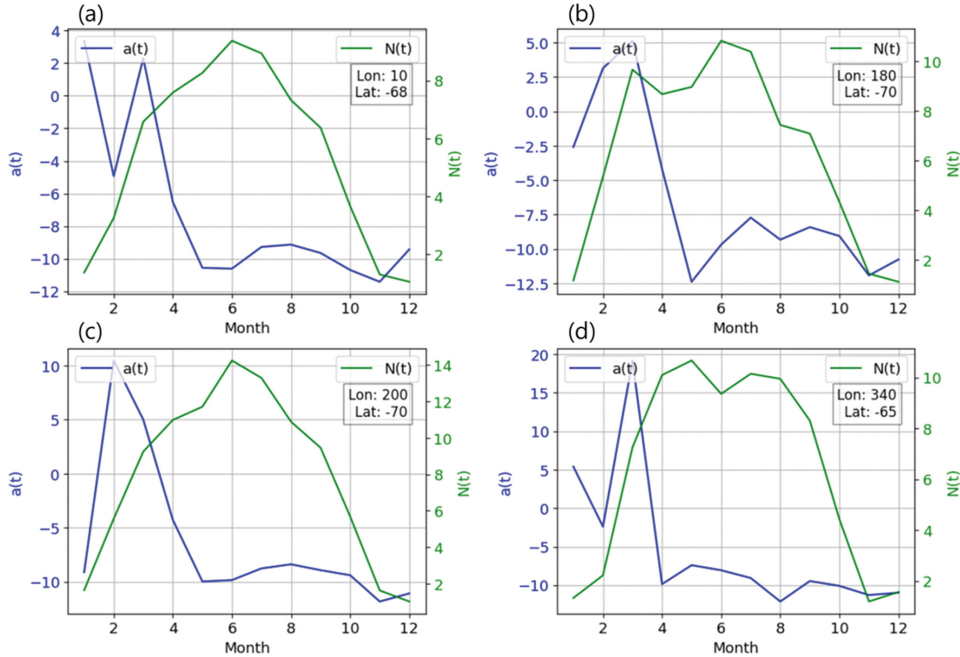 (a)
a(t)
N(t)
Lon: 10
Lat: -68
4
2
0
−2
−4
−6
−8
−10
−12
a(t)
8
6
4
2
N(t)
2
4
6
8
10
12
Month
(b)
a(t)
N(t)
Lon: 180
Lat: -70
5.0
2.5
0.0
−2.5
−5.0
−7.5
−10.0
−12.5
a(t)
10
8
6
4
2
N(t)
2
4
6
8
10
12
Month
(c)
a(t)
N(t)
Lon: 200
Lat: -70
10
5
0
−5
−10
a(t)
14
12
10
8
6
4
2
N(t)
2
4
6
8
10
12
Month
(d)
a(t)
N(t)
Lon: 340
Lat: -65
20
15
10
5
0
−5
−10
a(t)
10
8
6
4
2
N(t)
2
4
6
8
10
12
Month